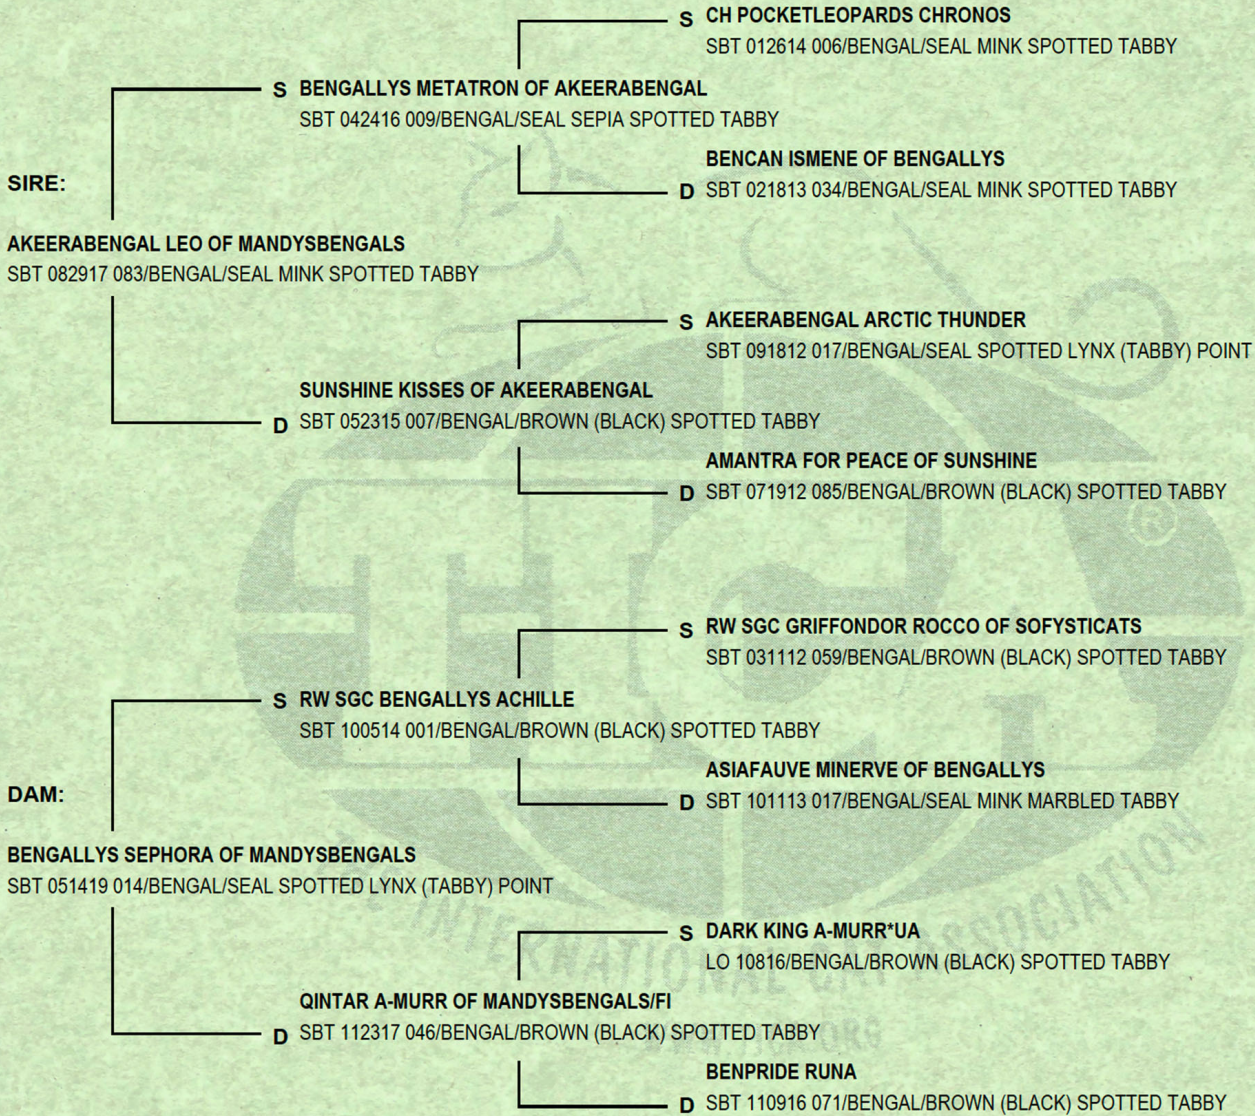 S CH POCKETLEOPARDS CHRONOS
SBT 012614 006/BENGAL/SEAL MINK SPOTTED TABBY
S BENGALLYS METATRON OF AKEERABENGAL
SBT 042416 009/BENGAL/SEAL SEPIA SPOTTED TABBY
BENCAN ISMENE OF BENGALLYS
D SBT 021813 034/BENGAL/SEAL MINK SPOTTED TABBY
SIRE:
AKEERABENGAL LEO OF MANDYSBENGALS
SBT 082917 083/BENGAL/SEAL MINK SPOTTED TABBY
S AKEERABENGAL ARCTIC THUNDER
SBT 091812 017/BENGAL/SEAL SPOTTED LYNX (TABBY) POINT
SUNSHINE KISSES OF AKEERABENGAL
D SBT 052315 007/BENGAL/BROWN (BLACK) SPOTTED TABBY
AMANTRA FOR PEACE OF SUNSHINE
D SBT 071912 085/BENGAL/BROWN (BLACK) SPOTTED TABBY
TICA ®
S RW SGC GRIFFONDOR ROCCO OF SOFYSTICATS
SBT 031112 059/BENGAL/BROWN (BLACK) SPOTTED TABBY
S RW SGC BENGALLYS ACHILLE
SBT 100514 001/BENGAL/BROWN (BLACK) SPOTTED TABBY
ASIAFAUVE MINERVE OF BENGALLYS
D SBT 101113 017/BENGAL/SEAL MINK MARBLED TABBY
DAM:
BENGALLYS SEPHORA OF MANDYSBENGALS
SBT 051419 014/BENGAL/SEAL SPOTTED LYNX (TABBY) POINT
INTERNATIONAL CAT ASSOCIATION
S DARK KING A-MURR*UA
LO 10816/BENGAL/BROWN (BLACK) SPOTTED TABBY
QINTAR A-MURR OF MANDYSBENGALS/FI
D SBT 112317 046/BENGAL/BROWN (BLACK) SPOTTED TABBY
BENPRIDE RUNA
D SBT 110916 071/BENGAL/BROWN (BLACK) SPOTTED TABBY